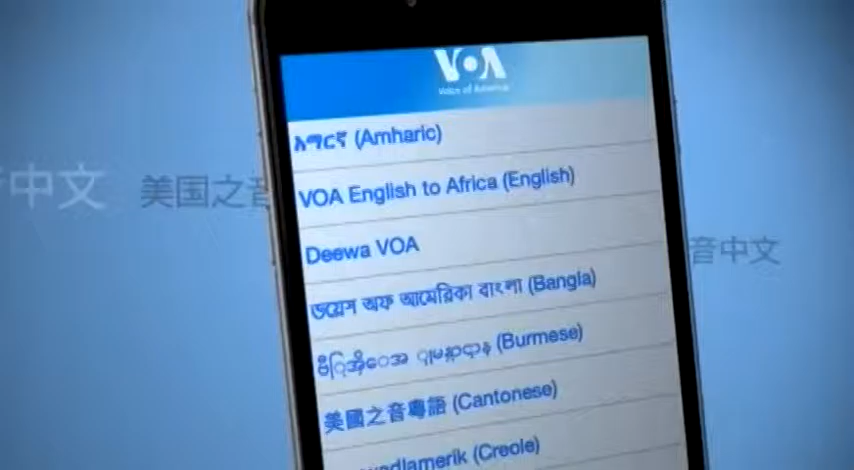 VOA
Voice of America
አማርኛ (Amharic)
VOA English to Africa (English)
Deewa VOA
ভয়েস অফ আমেরিকা বাংলা (Bangla)
(Burmese)
美國之音粵語 (Cantonese)
(Creole)
中文
美国之音
音中文